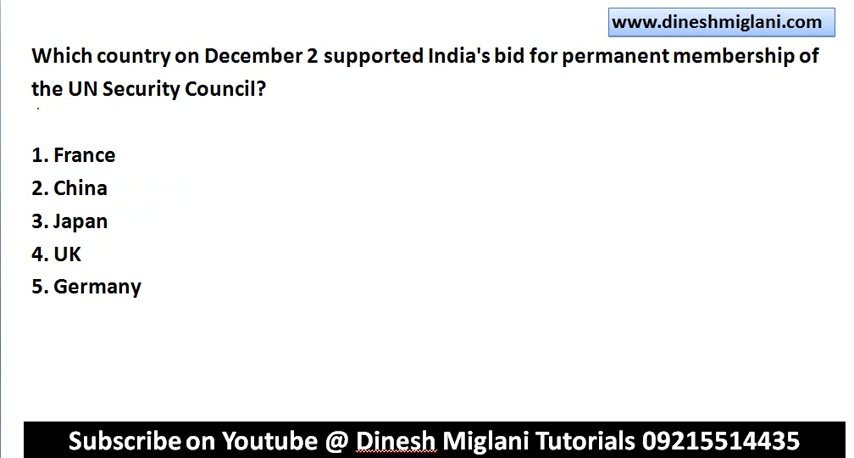 www.dineshmiglani.com
Which country on December 2 supported India's bid for permanent membership of
the UN Security Council?
1. France
2. China
3. Japan
4. UK
5. Germany
Subscribe on Youtube @ Dinesh Miglani Tutorials 09215514435